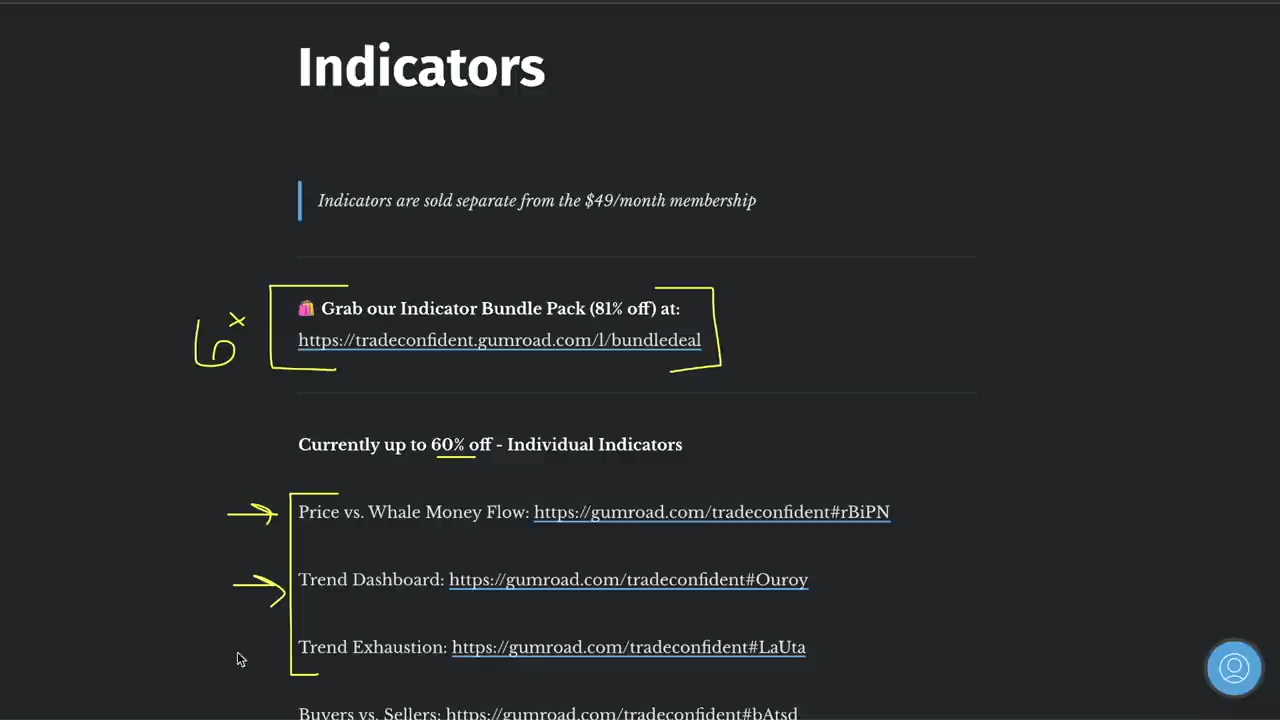 Indicators
Indicators are sold separate from the $49/month membership
🛍️ Grab our Indicator Bundle Pack (81% off) at:
6x
https://tradeconfident.gumroad.com/l/bundledeal
Currently up to 60% off - Individual Indicators
Price vs. Whale Money Flow: https://gumroad.com/tradeconfident#rBiPN
Trend Dashboard: https://gumroad.com/tradeconfident#Ouroy
Trend Exhaustion: https://gumroad.com/tradeconfident#LaUta
Buyers vs. Sellers: https://gumroad.com/tradeconfident#bAtsd